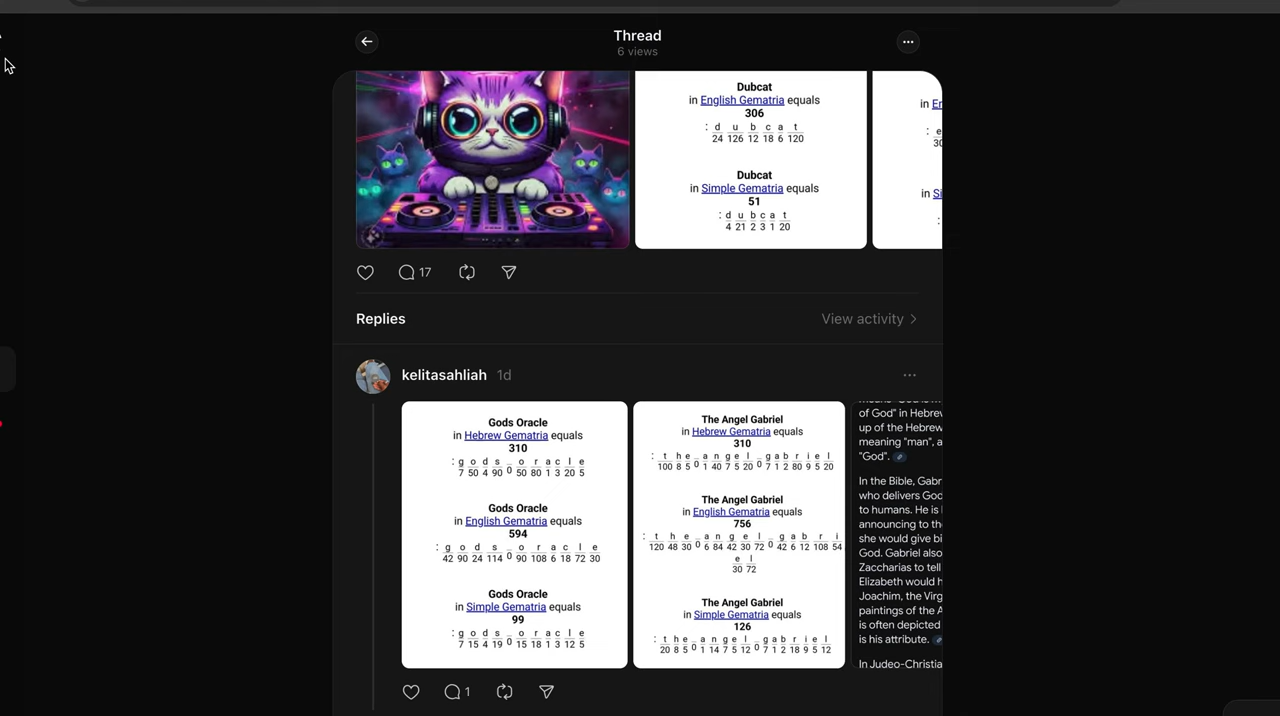 Thread
6 views
Dubcat
in English Gematria equals
306
: d u b c a t
24 126 12 18 6 120
Dubcat
in Simple Gematria equals
51
: d u b c a t
4 21 2 3 1 20
in E
: e
30
in Si
:
17
Replies
View activity
kelitasahliah 1d
Gods Oracle
in Hebrew Gematria equals
310
: g o d s _ o r a c l e
7 50 4 90 0 50 80 1 3 20 5
Gods Oracle
in English Gematria equals
594
: g o d s _ o r a c l e
42 90 24 114 0 90 108 6 18 72 30
Gods Oracle
in Simple Gematria equals
99
: g o d s _ o r a c l e
7 15 4 19 0 15 18 1 3 12 5
The Angel Gabriel
in Hebrew Gematria equals
310
: t h e _ a n g e l _ g a b r i e l
100 8 5 0 1 40 7 5 20 0 7 1 2 80 9 5 20
The Angel Gabriel
in English Gematria equals
756
: t h e _ a n g e l _ g a b r i
120 48 30 0 6 84 42 30 72 0 42 6 12 108 54
e l
30 72
The Angel Gabriel
in Simple Gematria equals
126
: t h e _ a n g e l _ g a b r i e l
20 8 5 0 1 14 7 5 12 0 7 1 2 18 9 5 12
of God" in Hebrew
up of the Hebrew
meaning "man", a
"God".
In the Bible, Gabr
who delivers God
to humans. He is
announcing to the
she would give bi
God. Gabriel also
Zaccharias to tell
Elizabeth would h
Joachim, the Virg
paintings of the A
is often depicted
is his attribute.
In Judeo-Christia
1